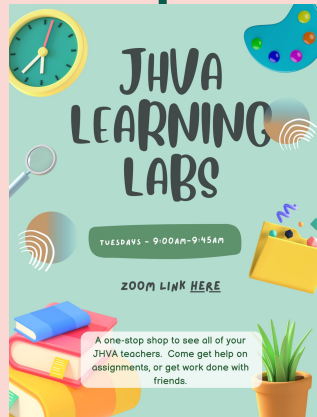 JHVA
LEARNING
LABS
TUESDAYS - 9:00AM-9:45AM
ZOOM LINK HERE
A one-stop shop to see all of your
JHVA teachers. Come get help on
assignments, or get work done with
friends.